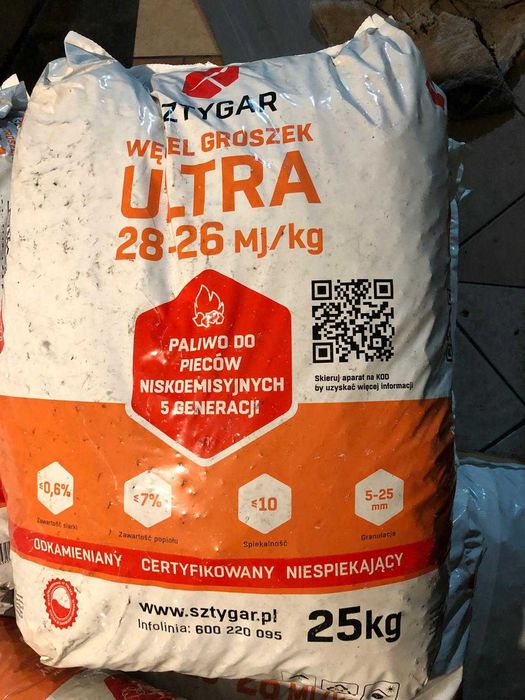 SZTYGAR
WĘGIEL GROSZEK
ULTRA
28-26 MJ/kg
PALIWO DO
PIECÓW
NISKOEMISYJNYCH
5 GENERACJI
Skieruj aparat na KOD
by uzyskać więcej informacji
≤0,6%
Zawartość siarki
≤7%
Zawartość popiołu
≤10
Spiekalność
5-25
mm
Granulacja
ODKAMIENIANY CERTYFIKOWANY NIESPIEKAJĄCY
www.sztygar.pl
Infolinia: 600 220 095
25kg